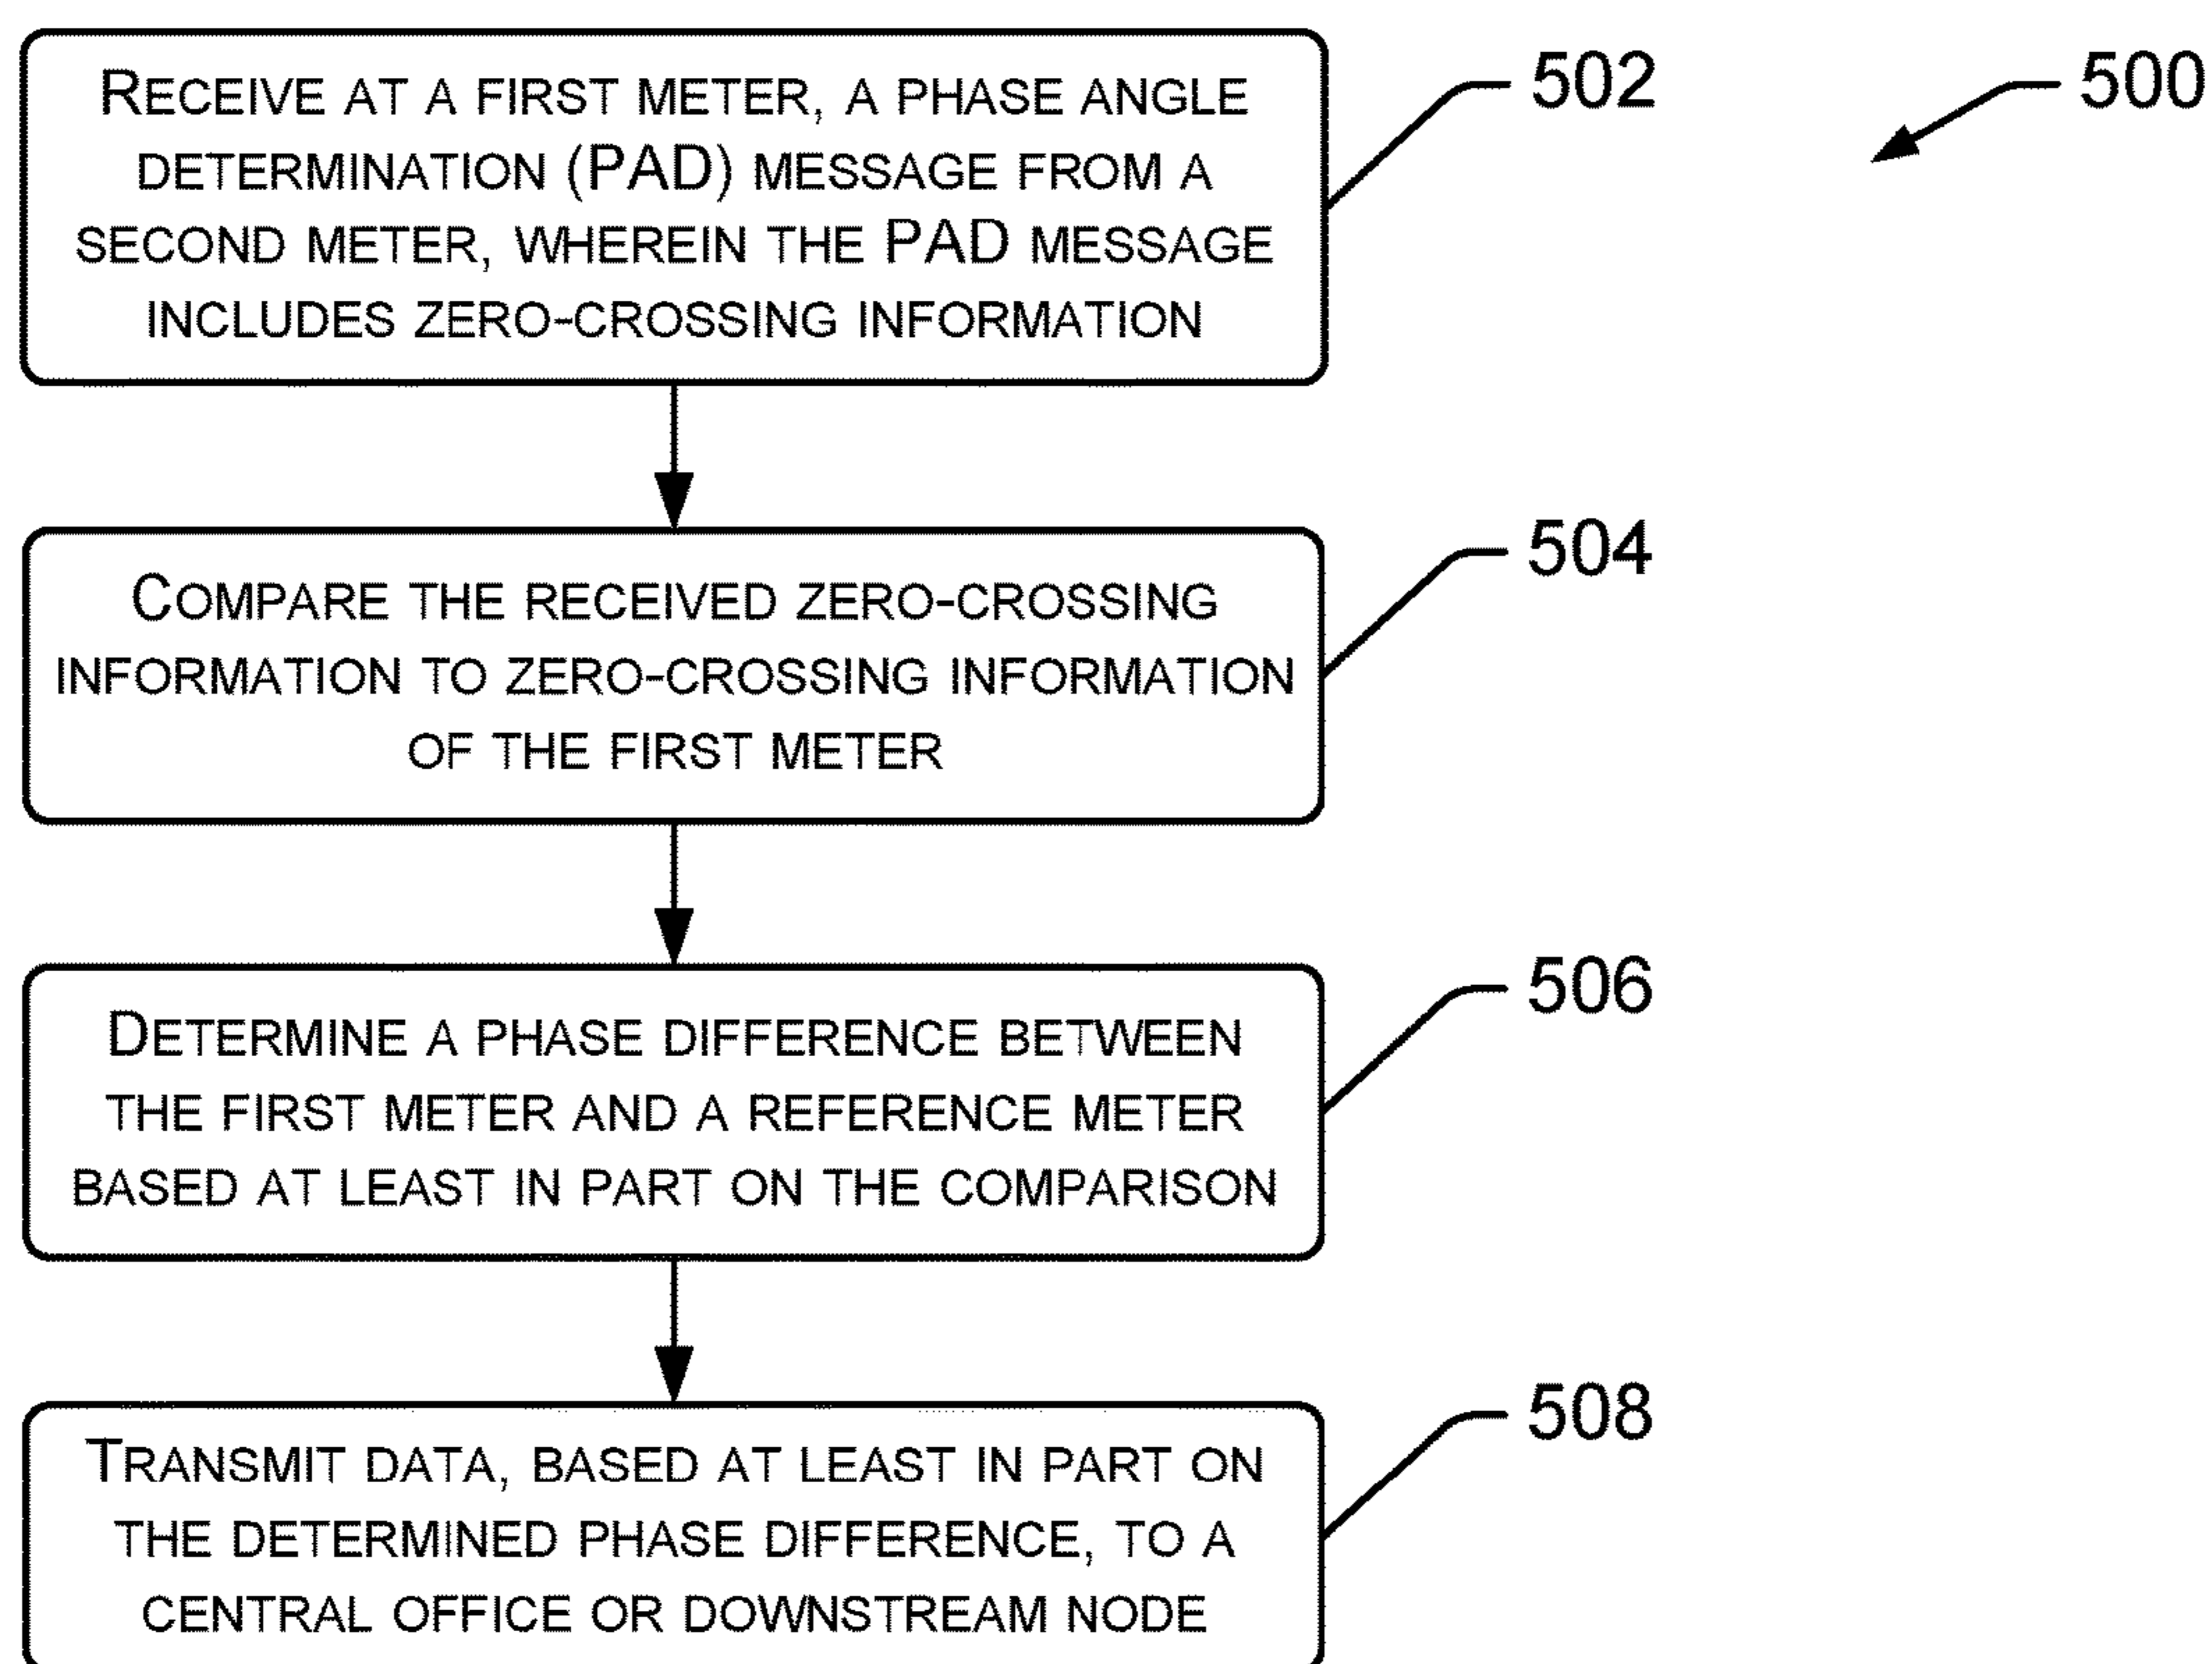 RECEIVE AT A FIRST METER, A PHASE ANGLE
DETERMINATION (PAD) MESSAGE FROM A
SECOND METER, WHEREIN THE PAD MESSAGE
INCLUDES ZERO-CROSSING INFORMATION
502
500
COMPARE THE RECEIVED ZERO-CROSSING
INFORMATION TO ZERO-CROSSING INFORMATION
OF THE FIRST METER
504
DETERMINE A PHASE DIFFERENCE BETWEEN
THE FIRST METER AND A REFERENCE METER
BASED AT LEAST IN PART ON THE COMPARISON
506
TRANSMIT DATA, BASED AT LEAST IN PART ON
THE DETERMINED PHASE DIFFERENCE, TO A
CENTRAL OFFICE OR DOWNSTREAM NODE
508